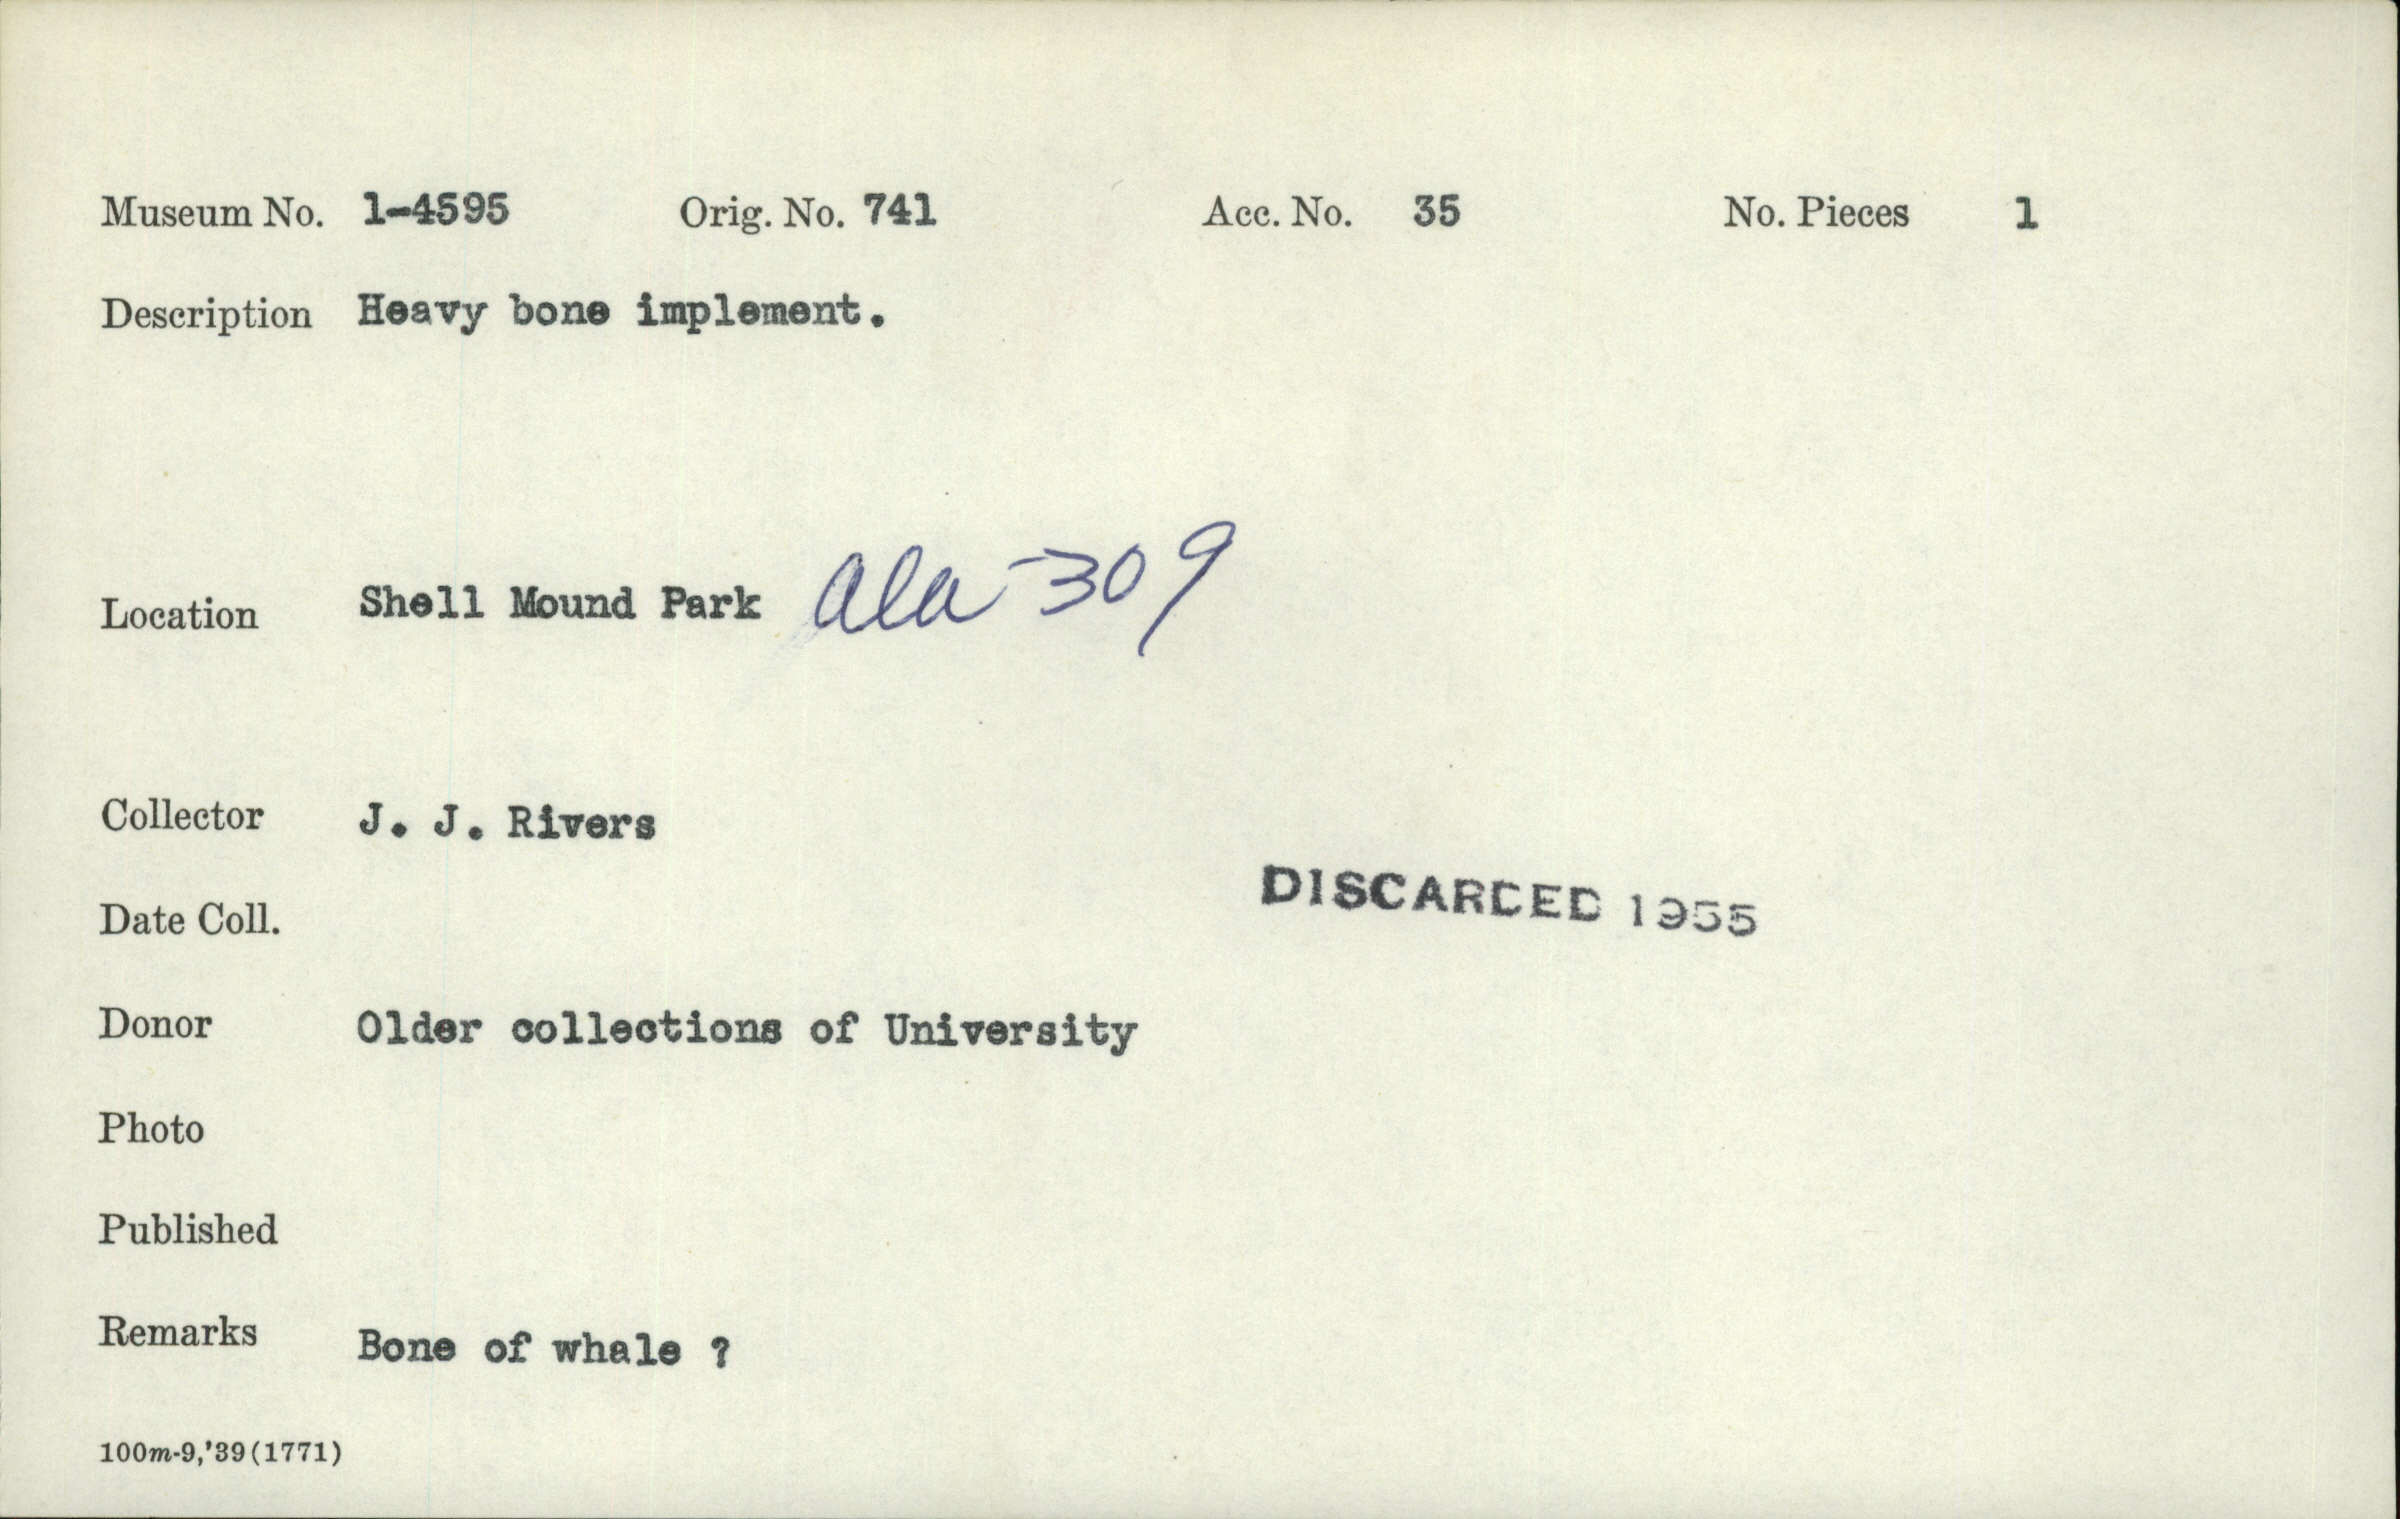 Museum No. 1-4595 Orig. No. 741 Acc. No. 35 No. Pieces 1
Description Heavy bone implement.
Location Shell Mound Park Ala-309
Collector J. J. Rivers
DISCARDED 1955
Date Coll.
Donor Older collections of University
Photo
Published
Remarks Bone of whale ?
100m-9,'39(1771)